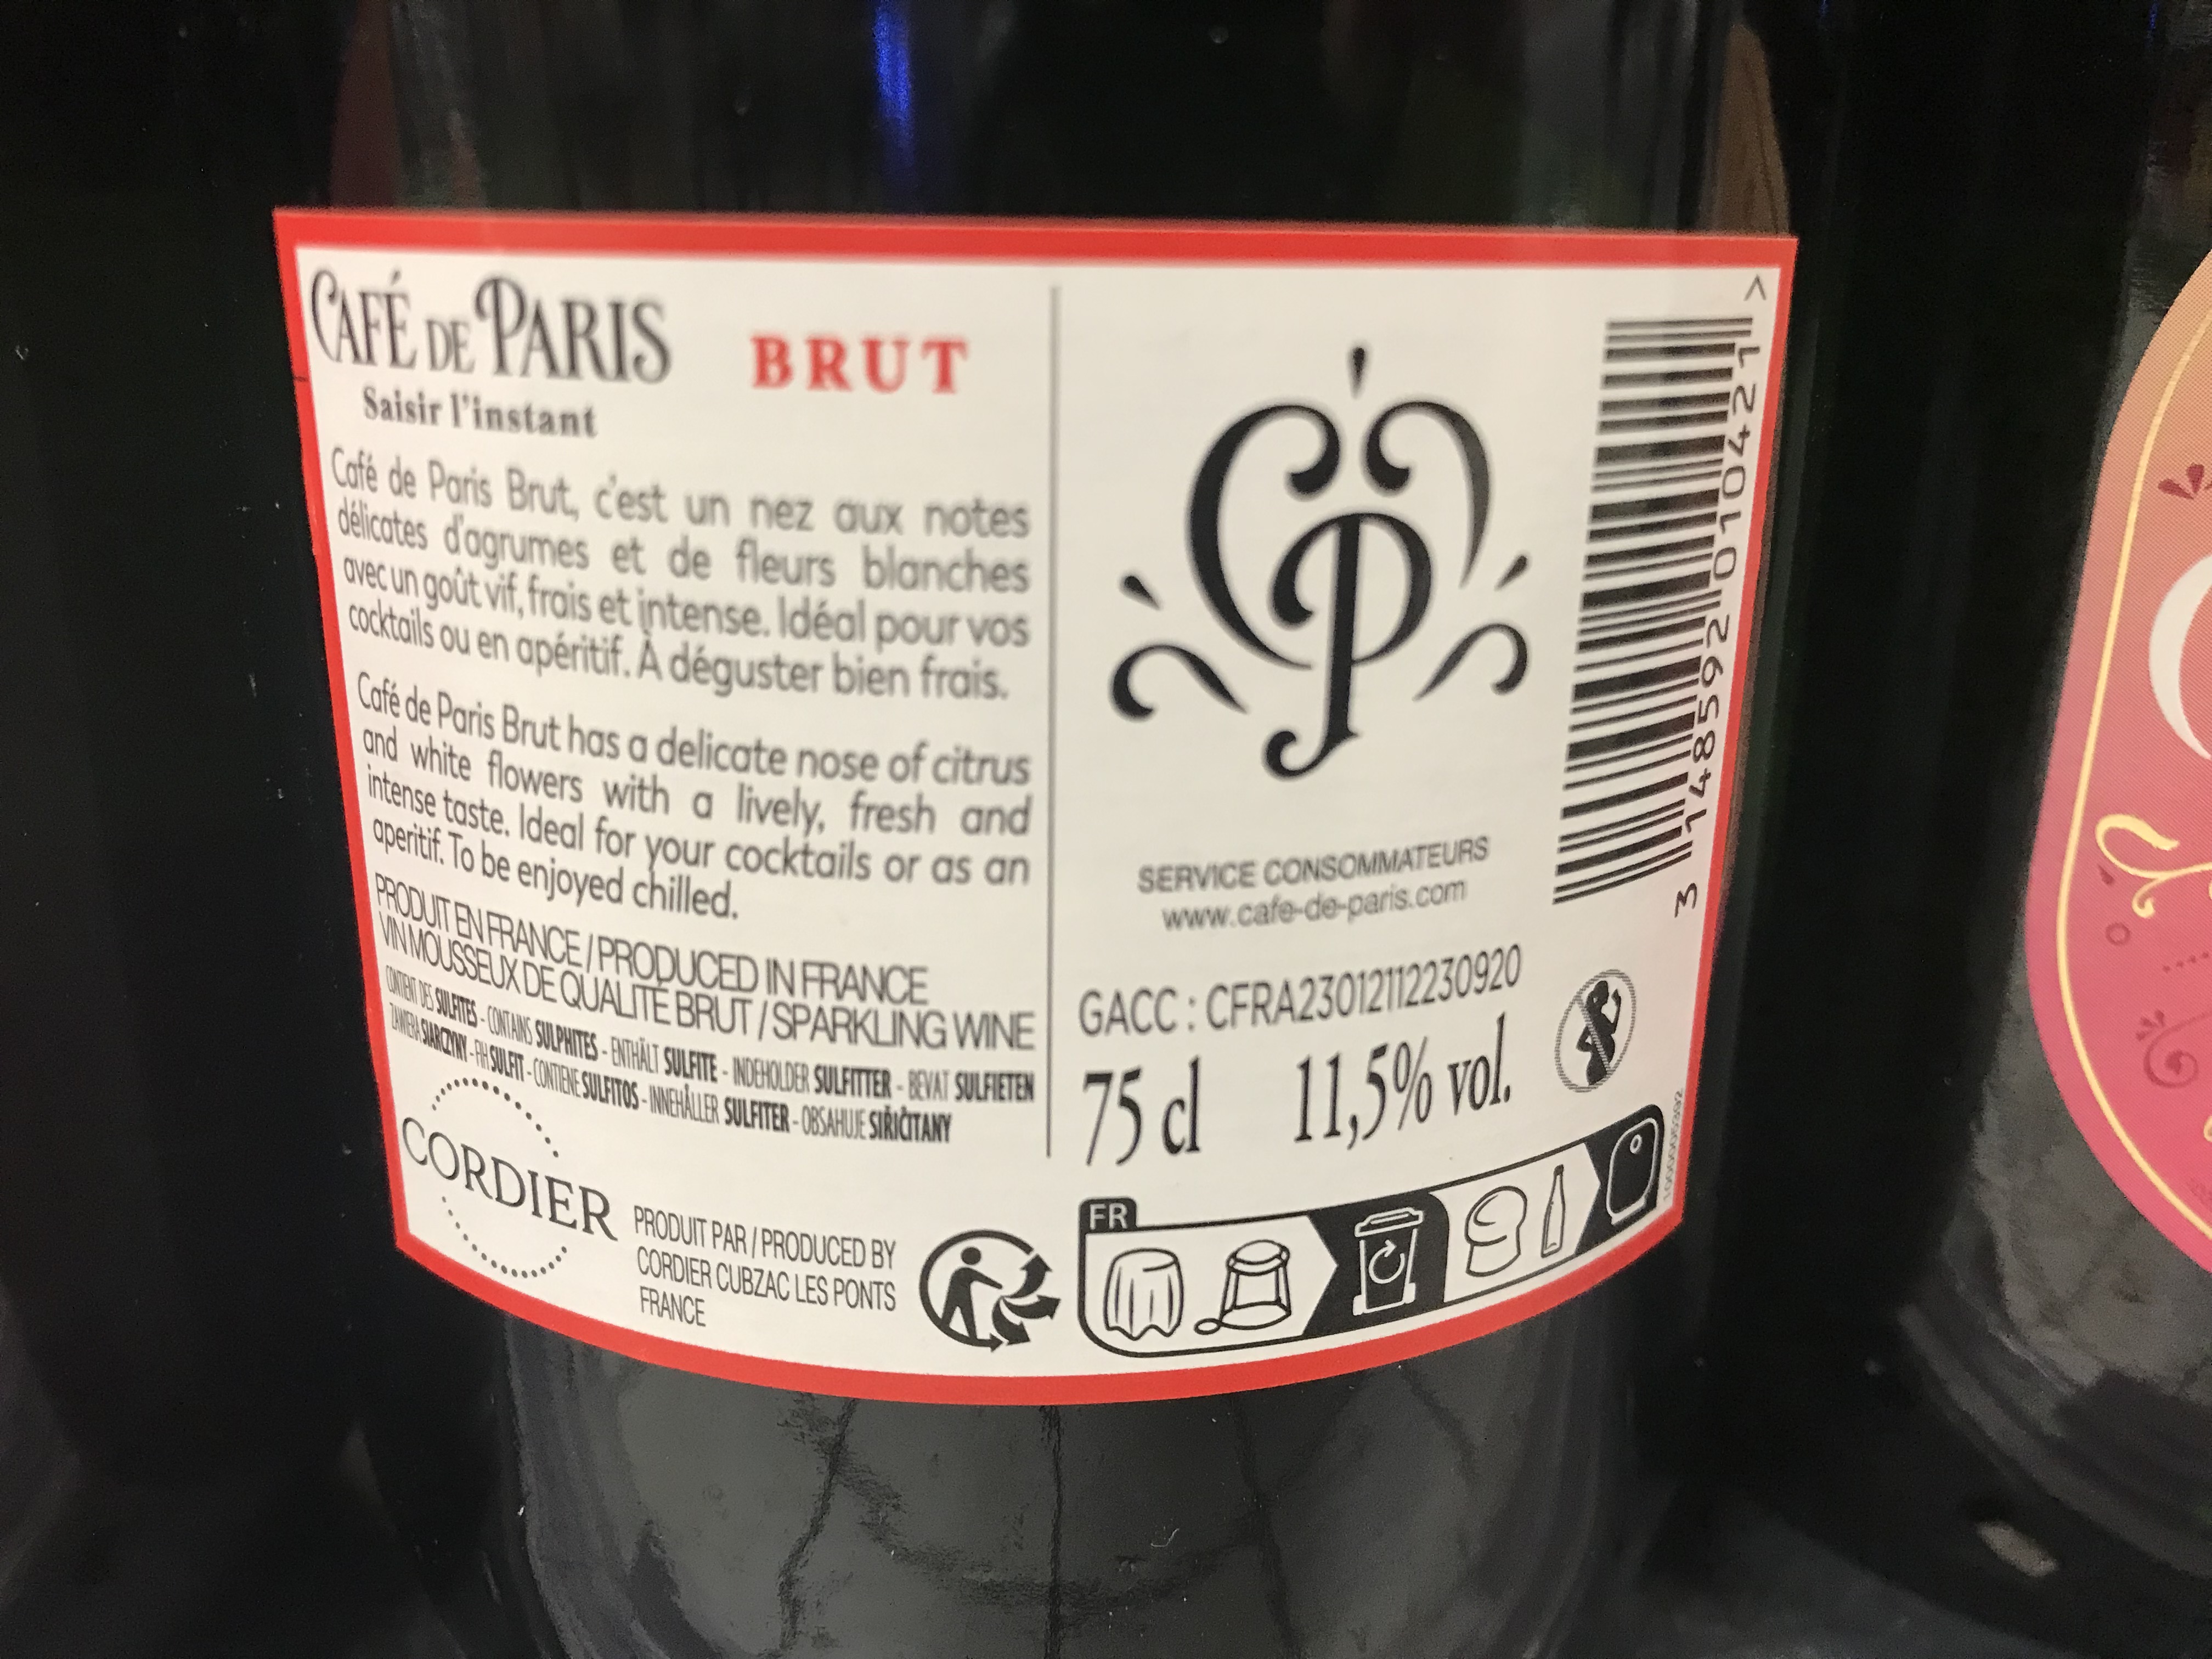 CAFÉ DE PARIS
BRUT
Saisir l'instant
Café de Paris Brut, c'est un nez aux notes
délicates d'agrumes et de fleurs blanches
avec un goût vif, frais et intense. Idéal pour vos
cocktails ou en apéritif. À déguster bien frais.
Café de Paris Brut has a delicate nose of citrus
and white flowers with a lively, fresh and
intense taste. Ideal for your cocktails or as an
aperitif. To be enjoyed chilled.
PRODUIT EN FRANCE / PRODUCED IN FRANCE
VIN MOUSSEUX DE QUALITÉ BRUT / SPARKLING WINE
CONTIENT DES SULFITES - CONTAINS SULPHITES - ENTHÄLT SULFITE - INDEHOLDER SULFITTER - BEVAT SULFIETEN
ZAWIERA SIARCZYNY - FIH SULFIT - CONTIENE SULFITOS - INNEHÅLLER SULFITER - OBSAHUJE SIŘIČITANY
CORDIER
PRODUIT PAR / PRODUCED BY
CORDIER CUBZAC LES PONTS
FRANCE
CP
SERVICE CONSOMMATEURS
www.cafe-de-paris.com
GACC : CFRA23012112230920
75 cl 11,5% vol.
FR
3 148592 010421 >